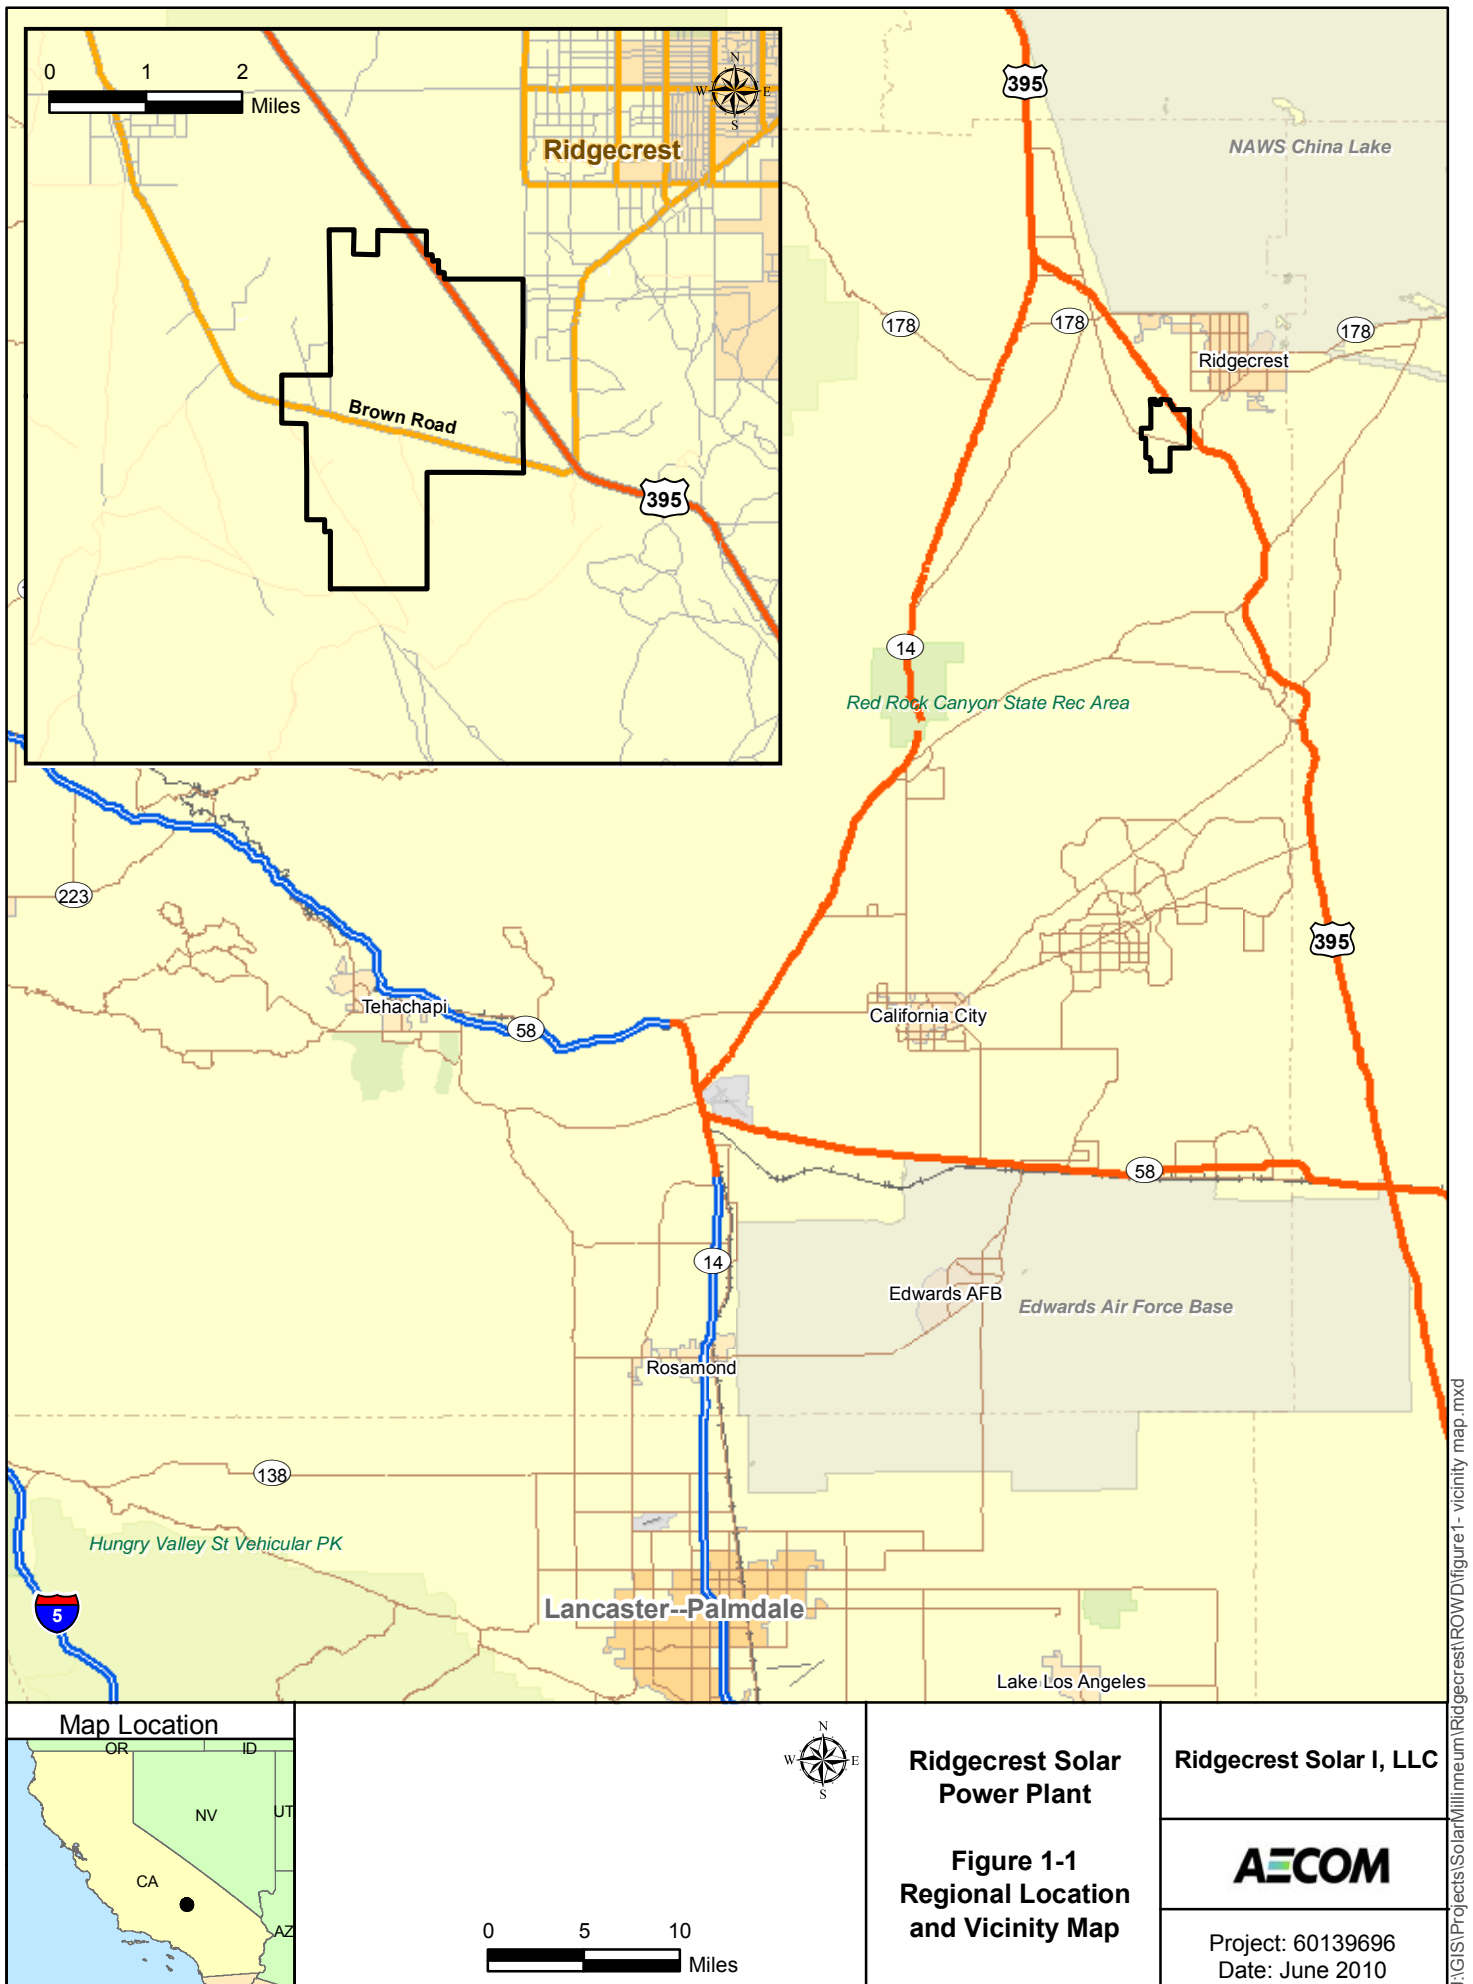 0 1 2
Miles
N
W E
S
Ridgecrest
Brown Road
395
395
NAWS China Lake
178
178
178
Ridgecrest
14
Red Rock Canyon State Rec Area
223
395
Tehachapi
58
California City
58
14
Edwards AFB
Edwards Air Force Base
Rosamond
138
Hungry Valley St Vehicular PK
5
Lancaster--Palmdale
Lake Los Angeles
Map Location
OR
ID
NV
UT
CA
AZ
N
W E
S
0 5 10
Miles
Ridgecrest Solar
Power Plant
Figure 1-1
Regional Location
and Vicinity Map
Ridgecrest Solar I, LLC
AECOM
Project: 60139696
Date: June 2010
I:\GIS\Projects\SolarMillinneum\Ridgecrest\ROWD\figure1- vicinity map.mxd